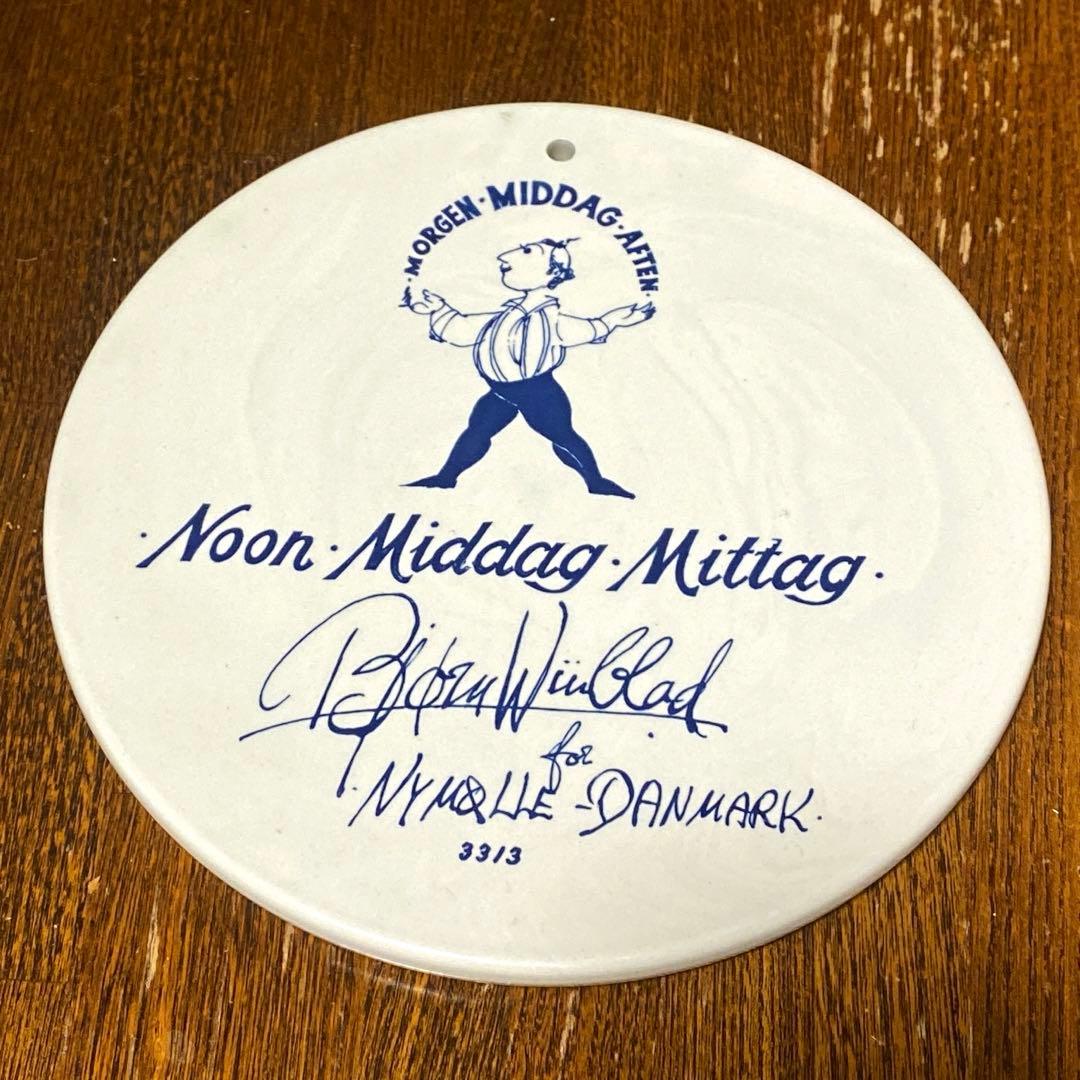 ·MORGEN·MIDDAG·AFTEN·
·Noon·Middag·Mittag·
Bjørn Wiinblad
for
·NYMØLLE-DANMARK·
3313